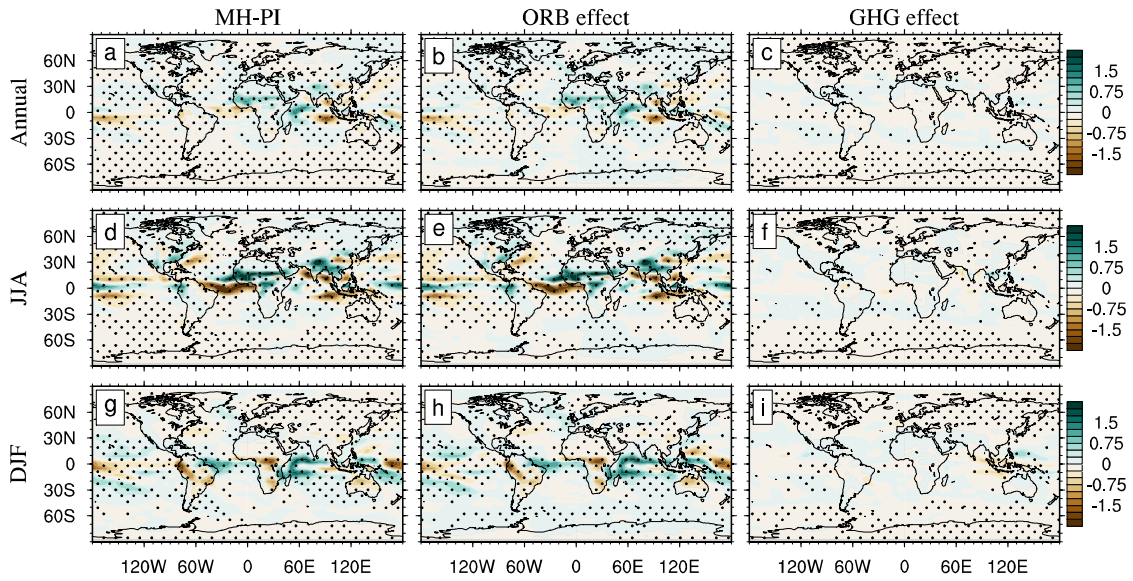 MH-PI ORB effect GHG effect
Annual a b c
60N
30N
0
30S
60S
1.5
0.75
0
-0.75
-1.5
JJA d e f
60N
30N
0
30S
60S
1.5
0.75
0
-0.75
-1.5
DJF g h i
60N
30N
0
30S
60S
1.5
0.75
0
-0.75
-1.5
120W 60W 0 60E 120E 120W 60W 0 60E 120E 120W 60W 0 60E 120E